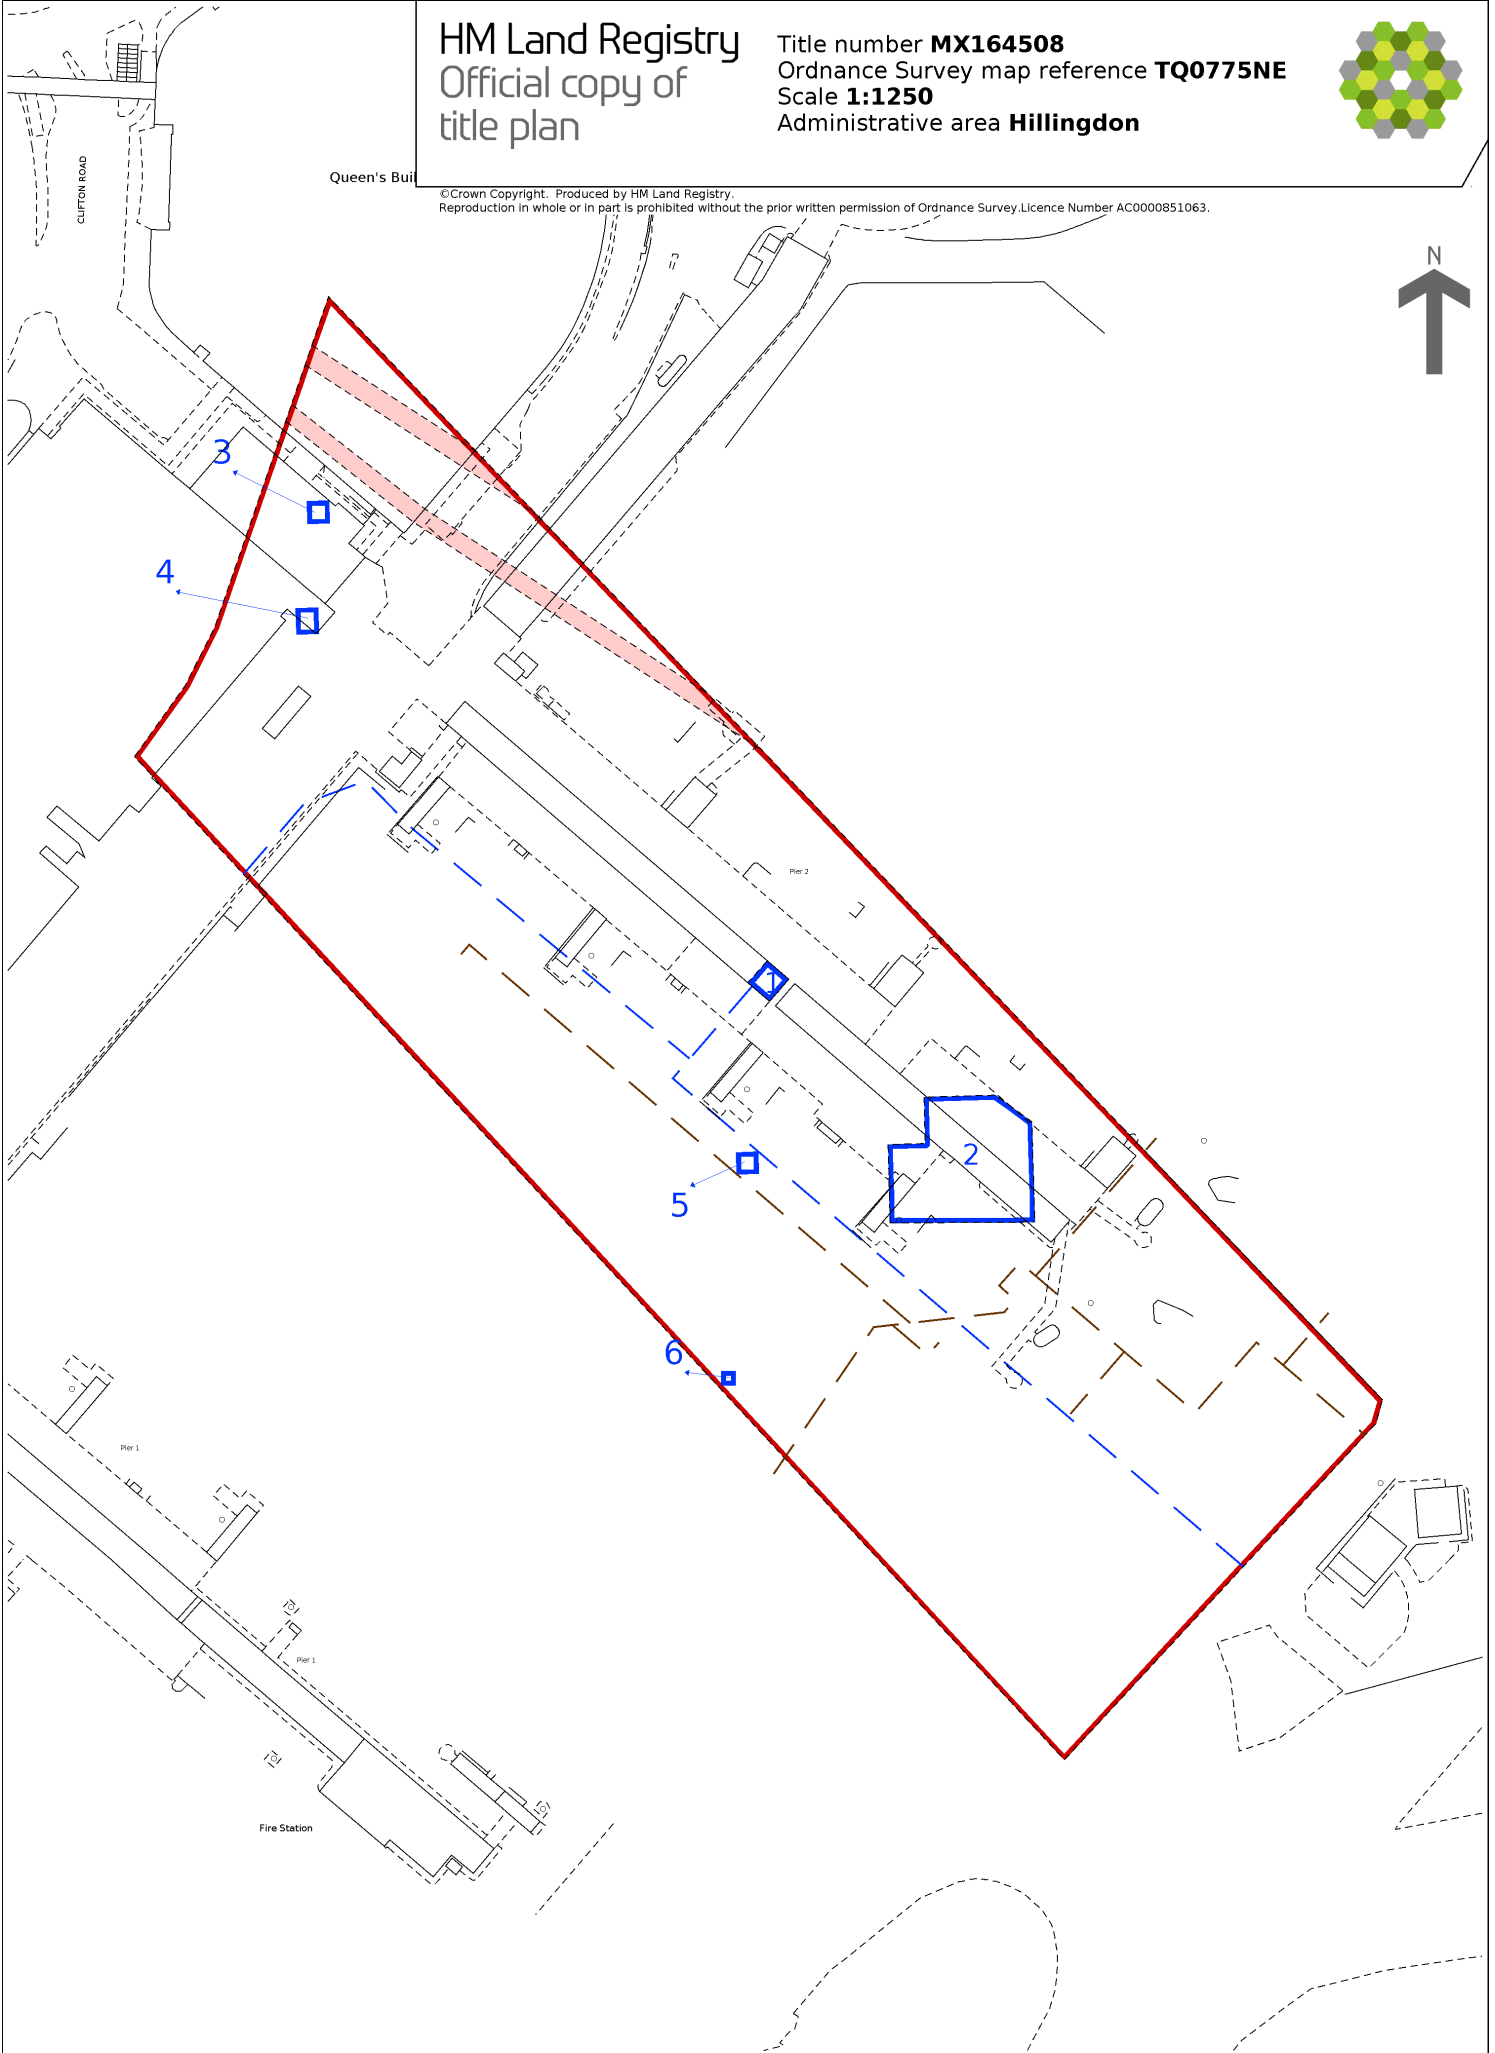 HM Land Registry
Official copy of
title plan
Title number MX164508
Ordnance Survey map reference TQ0775NE
Scale 1:1250
Administrative area Hillingdon
©Crown Copyright. Produced by HM Land Registry.
Reproduction in whole or in part is prohibited without the prior written permission of Ordnance Survey.Licence Number AC0000851063.
CLIFTON ROAD
Queen's Buil
N
3
4
Pier 2
1
2
5
6
Pier 1
Pier 1
Fire Station